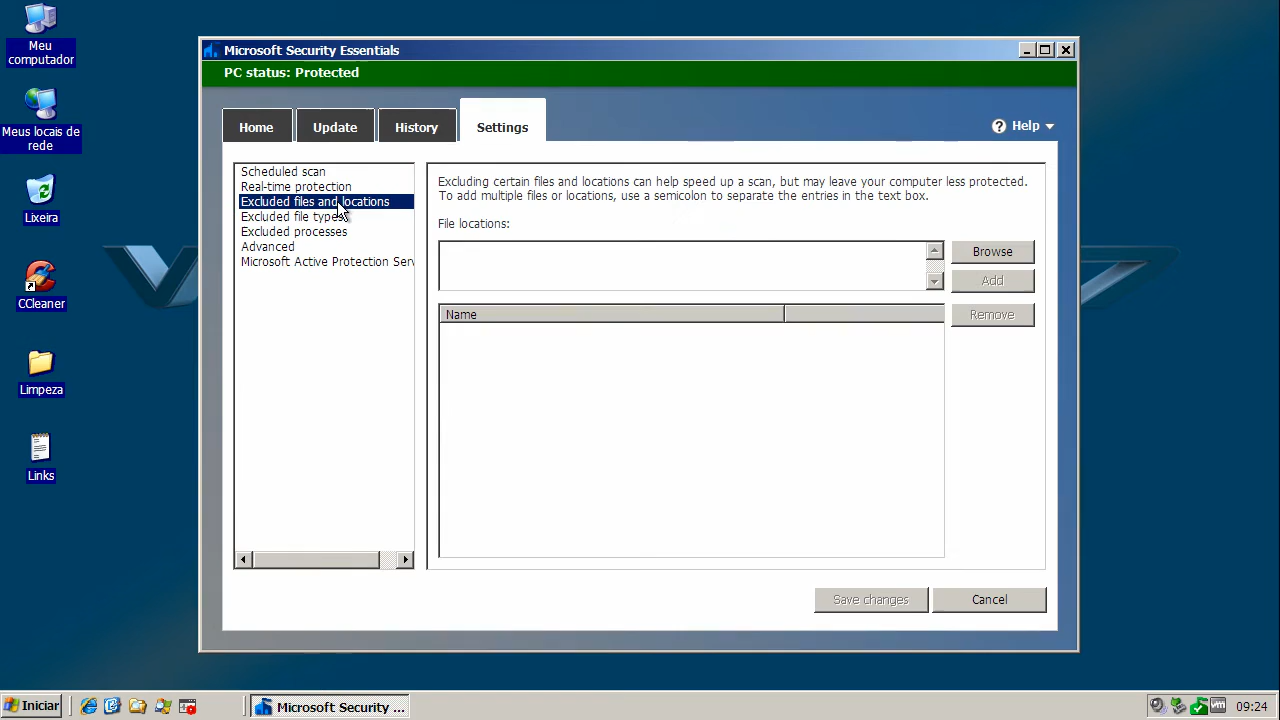 Meu
computador
Meus locais de
rede
Lixeira
CCleaner
Limpeza
Links
Microsoft Security Essentials
PC status: Protected
Home
Update
History
Settings
Help
Scheduled scan
Real-time protection
Excluded files and locations
Excluded file types
Excluded processes
Advanced
Microsoft Active Protection Serv
Excluding certain files and locations can help speed up a scan, but may leave your computer less protected.
To add multiple files or locations, use a semicolon to separate the entries in the text box.
File locations:
Browse
Add
Name
Remove
Save changes
Cancel
Iniciar
Microsoft Security ...
vm
09:24